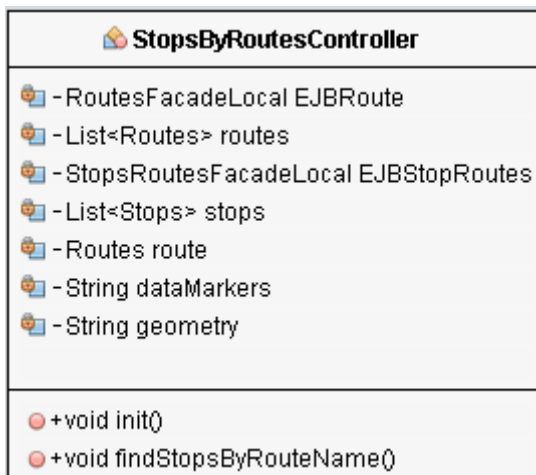 StopsByRoutesController
-RoutesFacadeLocal EJBRoute
-List<Routes> routes
-StopsRoutesFacadeLocal EJBStopRoutes
-List<Stops> stops
-Routes route
-String dataMarkers
-String geometry
+void init()
+void findStopsByRouteName()